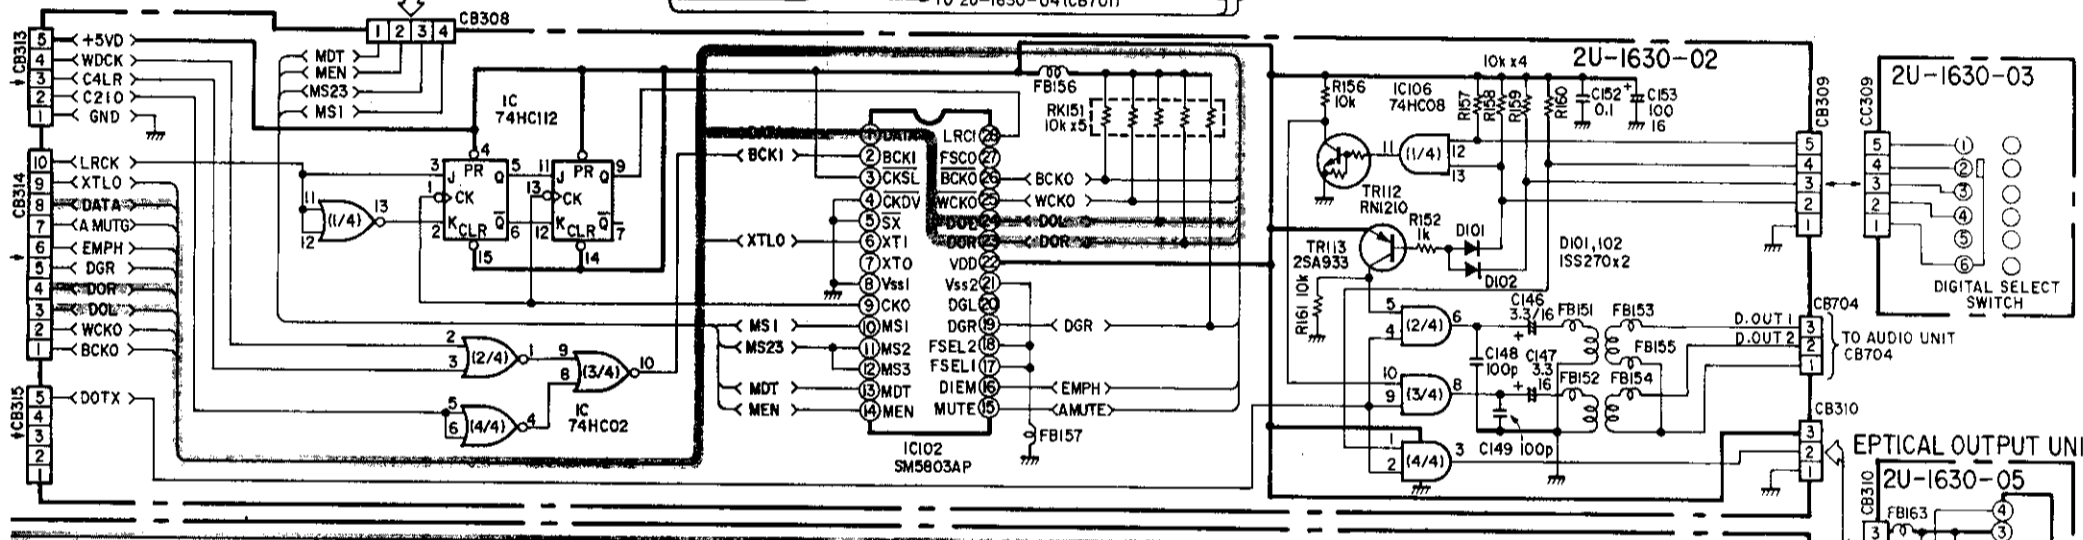 TO 2U-1630-04 (CB701)
CB308
1 2 3 4
CB313
5 +5VD
4 WDCK
3 C4LR
2 C210
1 GND
MDT
MEN
MS23
MS1
CB314
10 LRCK
9 XTLO
8 DATA
7 AMUTG
6 EMPH
5 DGR
4 DOR
3 DOL
2 WCKO
1 BCKO
CB315
5 DOTX
4
3
2
1
IC
74HC112
4
3 J PR Q 5
1 CK
2 K CLR Q 6
15
11 J PR Q 9
13 CK
12 K CLR Q 7
14
11
12
(1/4) 13
2
3
(2/4) 1
9
8
(3/4) 10
5
6
(4/4) 4
IC
74HC02
DATA
BCK1
XTLO
MS1
MS23
MDT
MEN
1 DATA
2 BCKI
3 CKSL
4 CKDV
5 SX
6 XTI
7 XTO
8 Vss1
9 CKO
10 MS1
11 MS2
12 MS3
13 MDT
14 MEN
LRCI 28
FSCO 27
BCKO 26
WCKO 25
DOL 24
DOR 23
VDD 22
Vss2 21
DGL 20
DGR 19
FSEL2 18
FSEL1 17
DIEM 16
MUTE 15
IC102
SM5803AP
BCKO
WCKO
DOL
DOR
DGR
EMPH
AMUTE
FB156
RK151
10k x5
FB157
2U-1630-02
R156
10k
IC106
74HC08
10k x4
R157
R158
R159
R160
C152
0.1
C153
100
16
+
11 (1/4) 12
13
TR112
RN1210
R152
1k
D101
D102
TR113
2SA933
D101,102
1SS270x2
R161 10k
5
4
(2/4) 6
10
9
(3/4) 8
1
2
(4/4) 3
C146
3.3/16
+
C148
100p
C147
3.3
16
+
C149 100p
FB151
FB153
FB155
FB152
FB154
CB309
5
4
3
2
1
CC309
5
4
3
2
1
2U-1630-03
1
2
3
4
5
6
DIGITAL SELECT
SWITCH
CB704
D.OUT 1 3
D.OUT 2 2
1
TO AUDIO UNIT
CB704
CB310
3
2
1
EPTICAL OUTPUT UNI
2U-1630-05
CB310
3
FB163
4
3